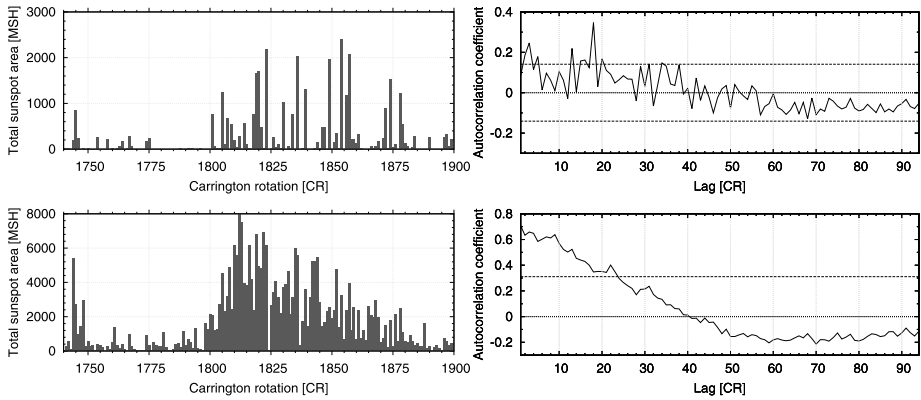 Total sunspot area [MSH]
3000
2000
1000
0
1750 1775 1800 1825 1850 1875 1900
Carrington rotation [CR]
Autocorrelation coefficient
0.4
0.2
0
-0.2
10 20 30 40 50 60 70 80 90
Lag [CR]
Total sunspot area [MSH]
8000
6000
4000
2000
0
1750 1775 1800 1825 1850 1875 1900
Carrington rotation [CR]
Autocorrelation coefficient
0.8
0.6
0.4
0.2
0
-0.2
10 20 30 40 50 60 70 80 90
Lag [CR]